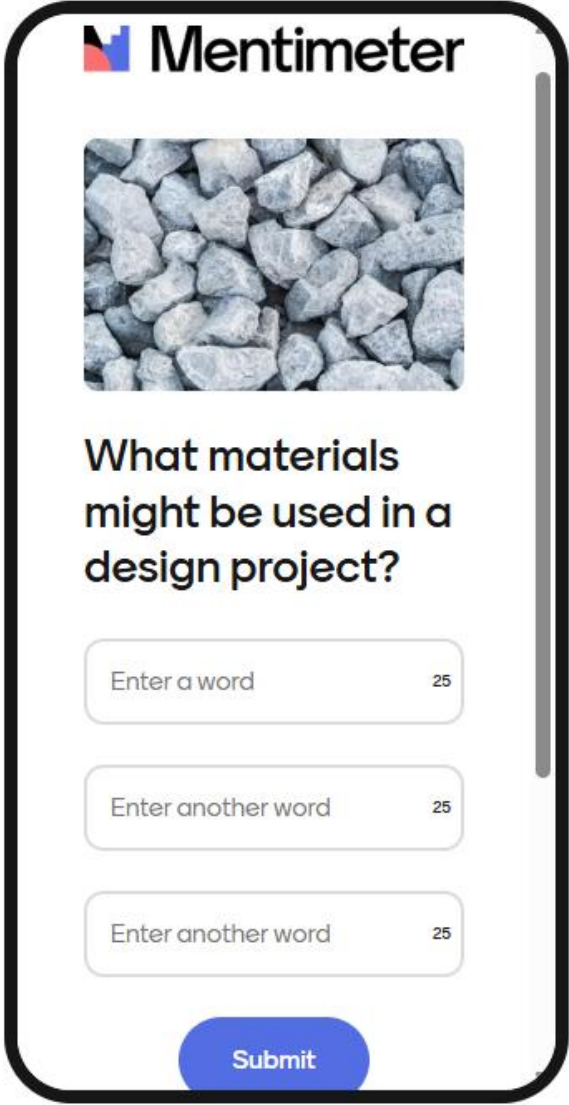 Mentimeter
What materials
might be used in a
design project?
Enter a word 25
Enter another word 25
Enter another word 25
Submit